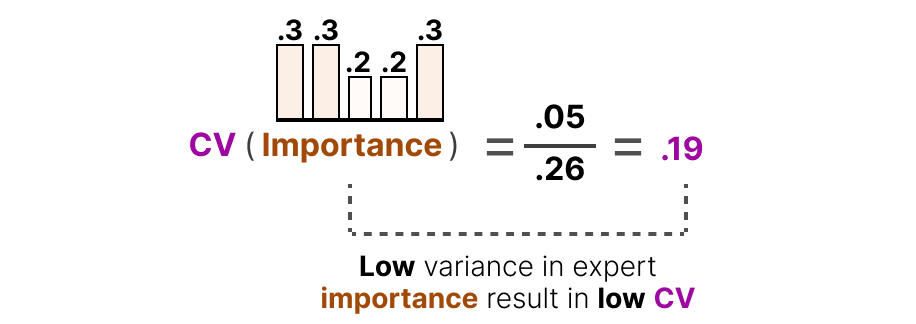 .3 .3 .2 .2 .3
CV ( Importance ) = .05 / .26 = .19
Low variance in expert
importance result in low CV